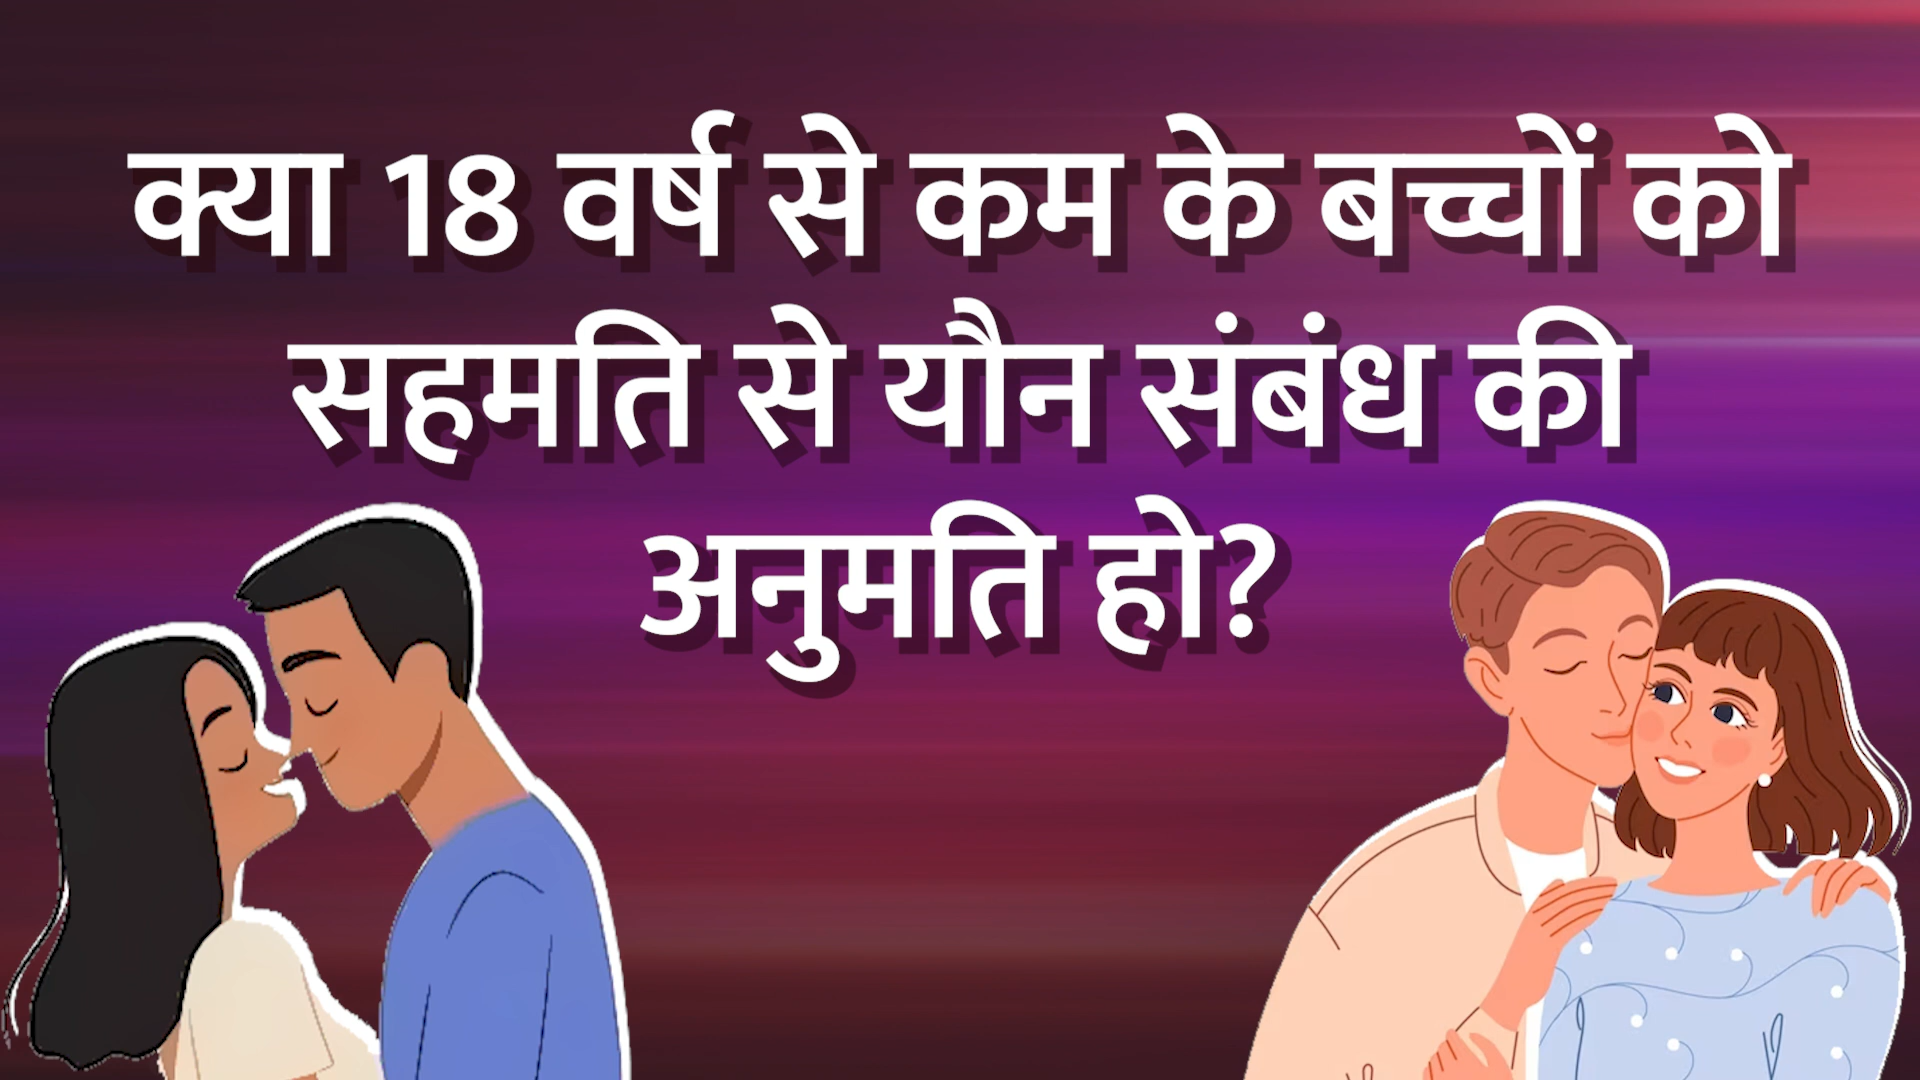 क्या 18 वर्ष से कम के बच्चों को
सहमति से यौन संबंध की
अनुमति हो?